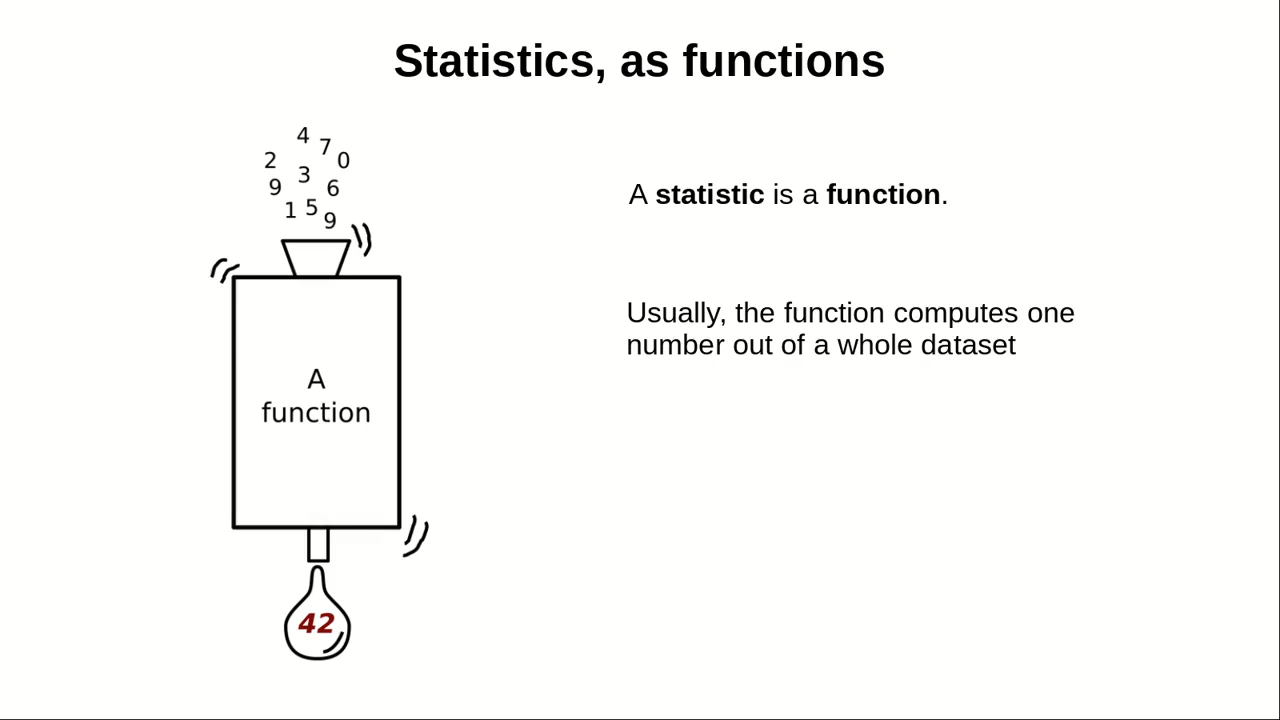 Statistics, as functions
4 7
2 3 0
9 6
1 5 9
A
function
42
A statistic is a function.
Usually, the function computes one
number out of a whole dataset